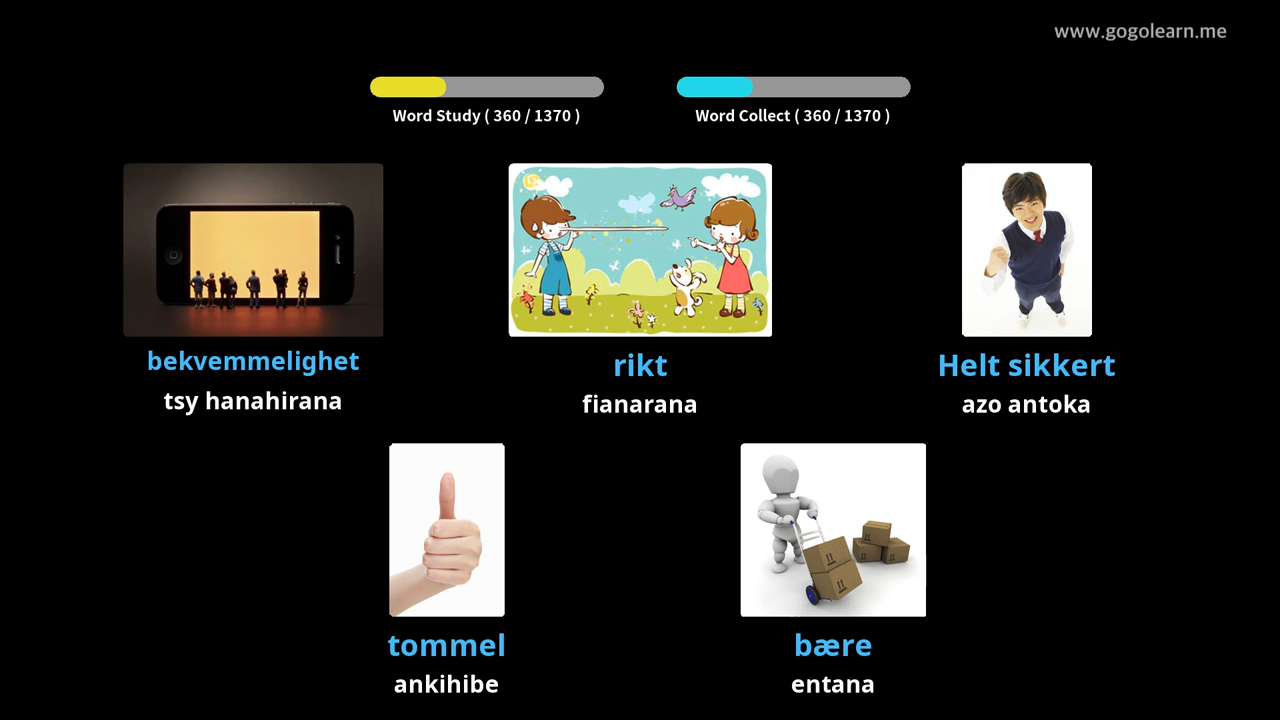 www.gogolearn.me
Word Study ( 360 / 1370 )
Word Collect ( 360 / 1370 )
bekvemmelighet
tsy hanahirana
rikt
fianarana
Helt sikkert
azo antoka
tommel
ankihibe
bære
entana